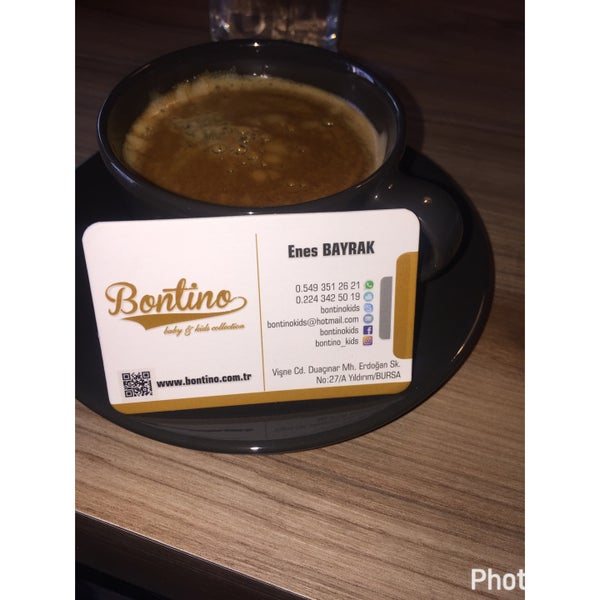 Bontino
baby & kids collection
www.bontino.com.tr
Enes BAYRAK
0.549 351 26 21
0.224 342 50 19
bontinokids
bontinokids@hotmail.com
bontinokids
bontino_kids
Vişne Cd. Duaçınar Mh. Erdoğan Sk.
No:27/A Yıldırım/BURSA
Phot